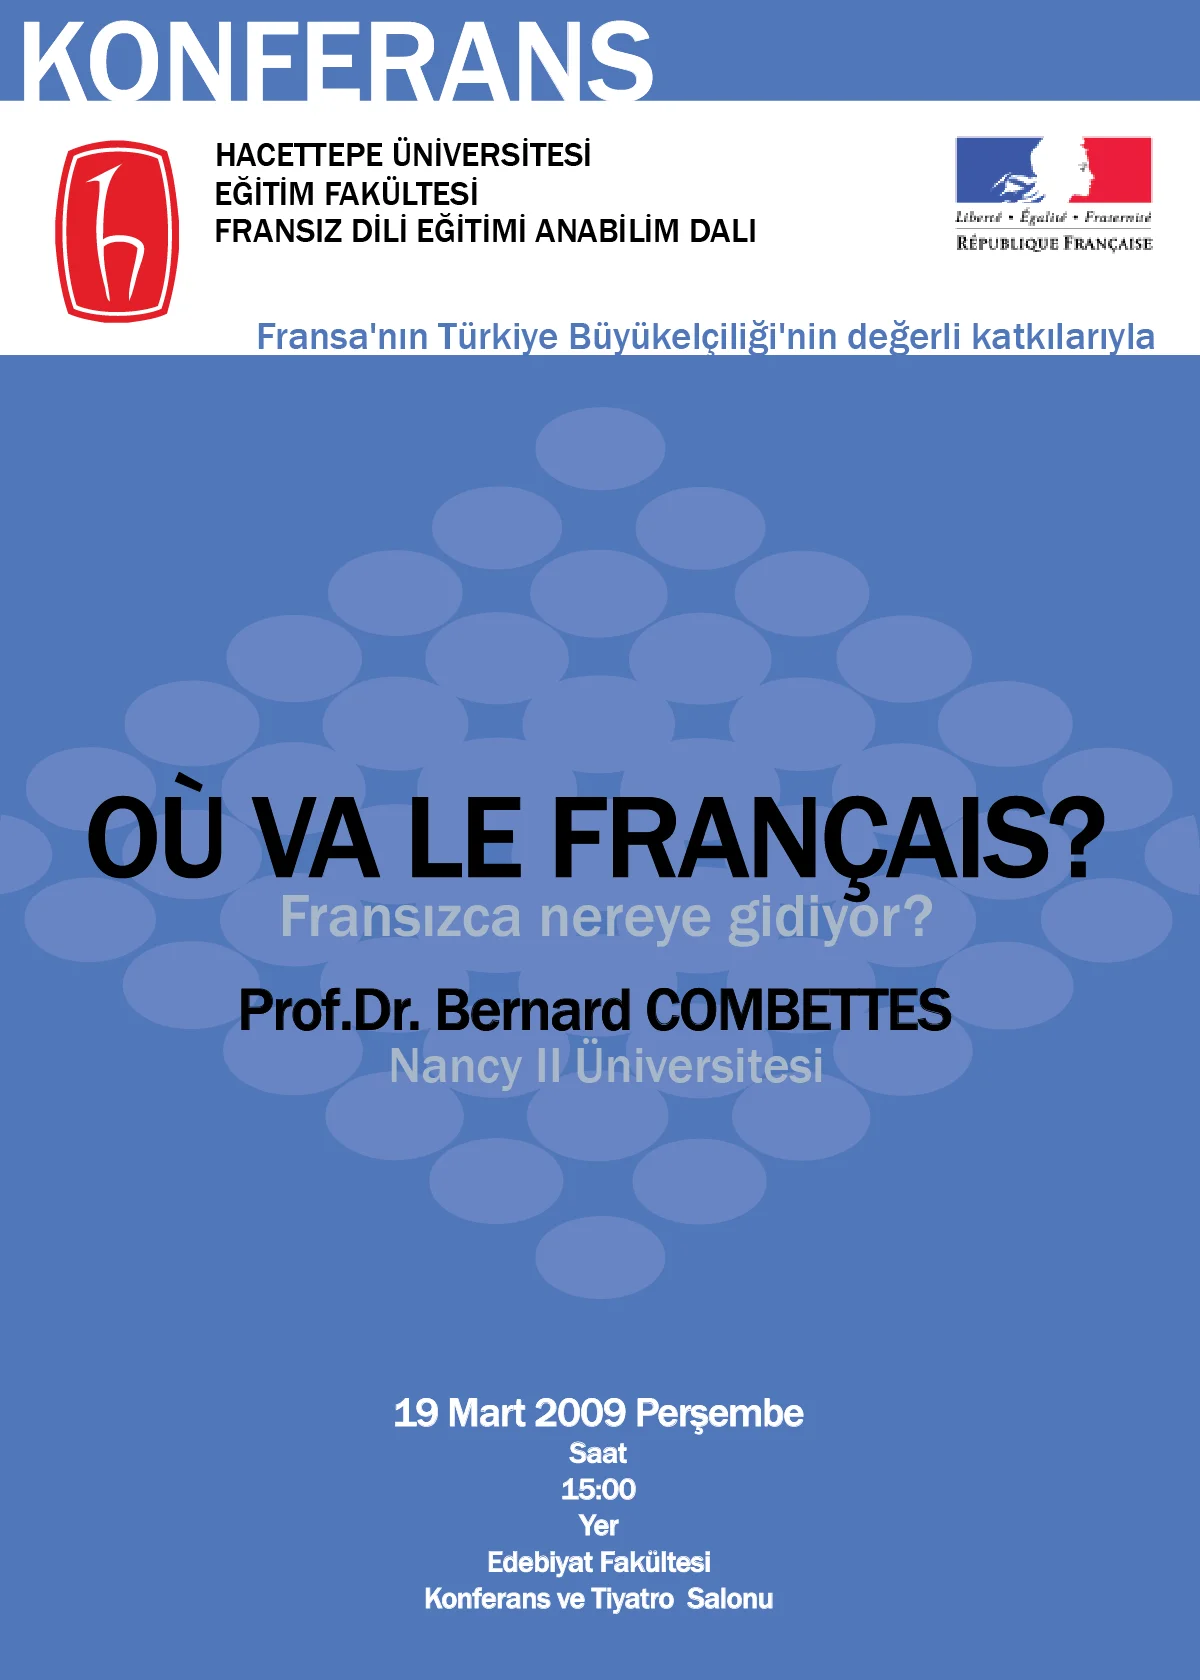 KONFERANS
HACETTEPE ÜNİVERSİTESİ
EĞİTİM FAKÜLTESİ
FRANSIZ DİLİ EĞİTİMİ ANABİLİM DALI
Liberté • Égalité • Fraternité
RÉPUBLIQUE FRANÇAISE
Fransa'nın Türkiye Büyükelçiliği'nin değerli katkılarıyla
OÙ VA LE FRANÇAIS?
Fransızca nereye gidiyor?
Prof.Dr. Bernard COMBETTES
Nancy II Üniversitesi
19 Mart 2009 Perşembe
Saat
15:00
Yer
Edebiyat Fakültesi
Konferans ve Tiyatro Salonu